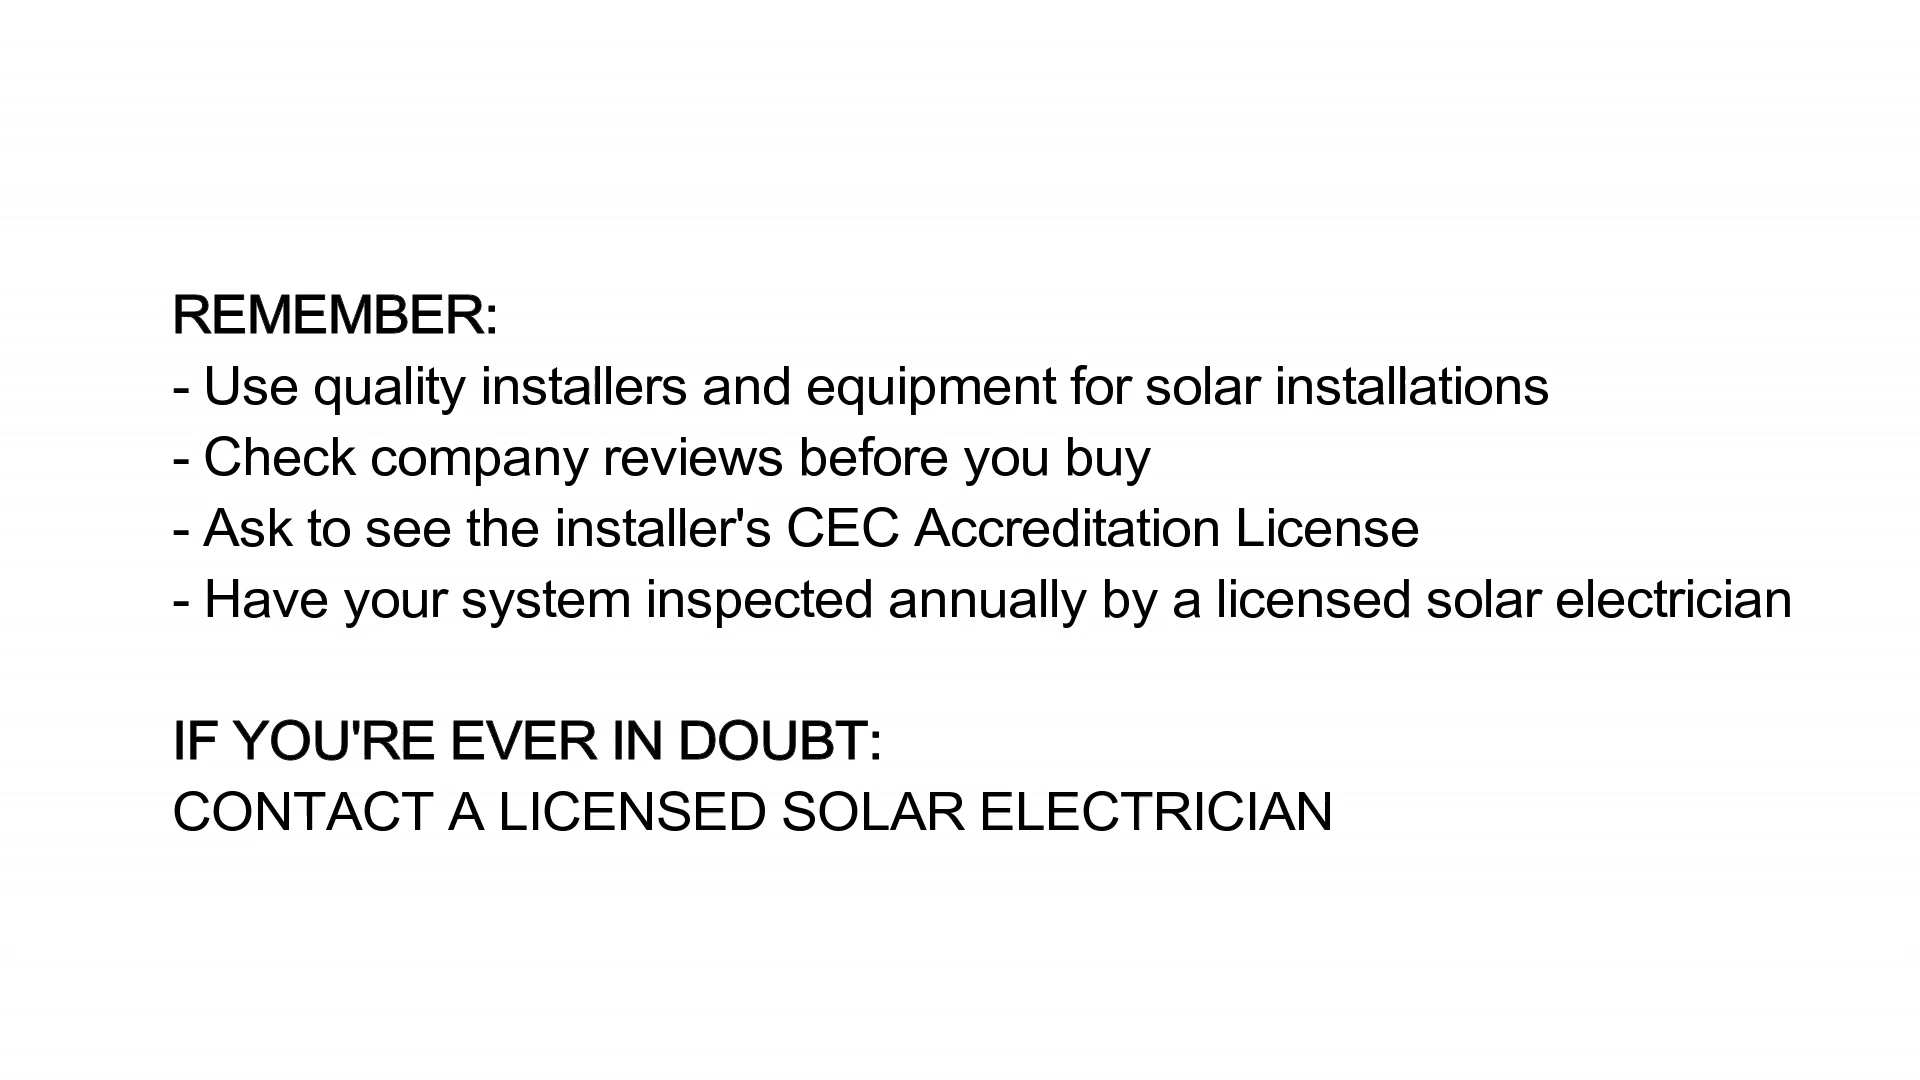 REMEMBER:
- Use quality installers and equipment for solar installations
- Check company reviews before you buy
- Ask to see the installer's CEC Accreditation License
- Have your system inspected annually by a licensed solar electrician
IF YOU'RE EVER IN DOUBT:
CONTACT A LICENSED SOLAR ELECTRICIAN